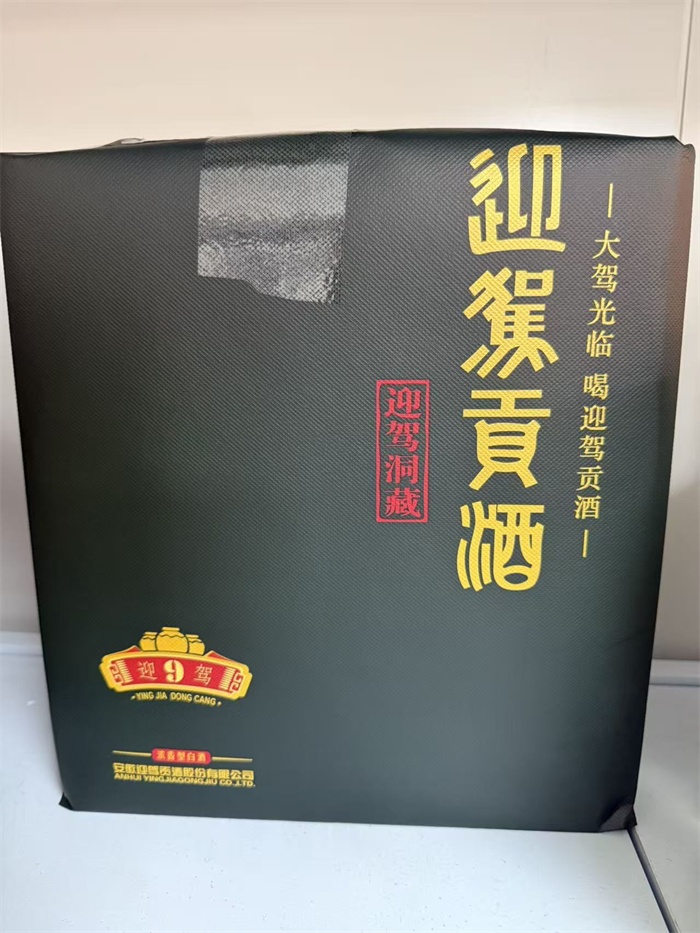 迎駕貢酒
大驾光临 喝迎驾贡酒
迎驾洞藏
迎9驾
YING JIA DONG CANG
浓香型白酒
安徽迎驾贡酒股份有限公司
ANHUI YINGJIAGONGJIU CO.,LTD.